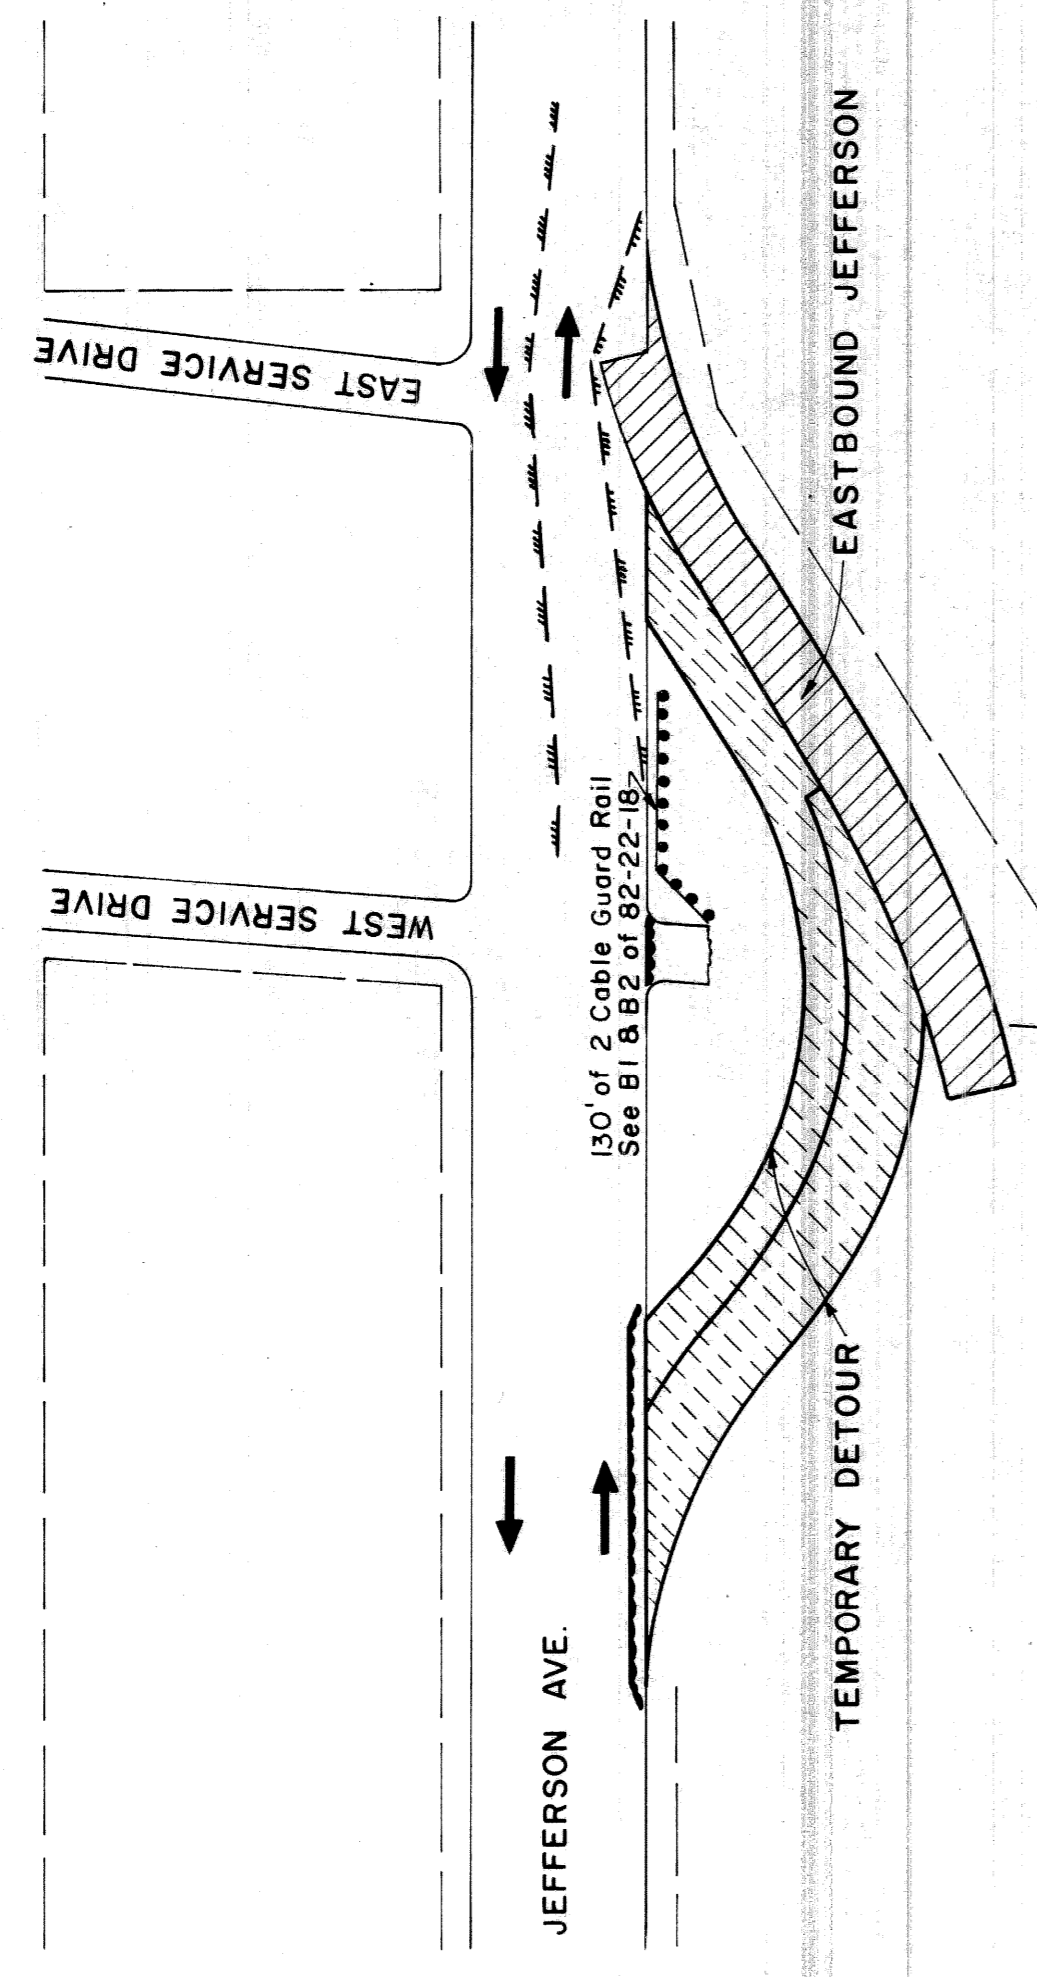 EAST SERVICE DRIVE
WEST SERVICE DRIVE
JEFFERSON AVE.
130' of 2 Cable Guard Rail
See B1 & B2 of 82-22-18
TEMPORARY DETOUR
EASTBOUND JEFFERSON